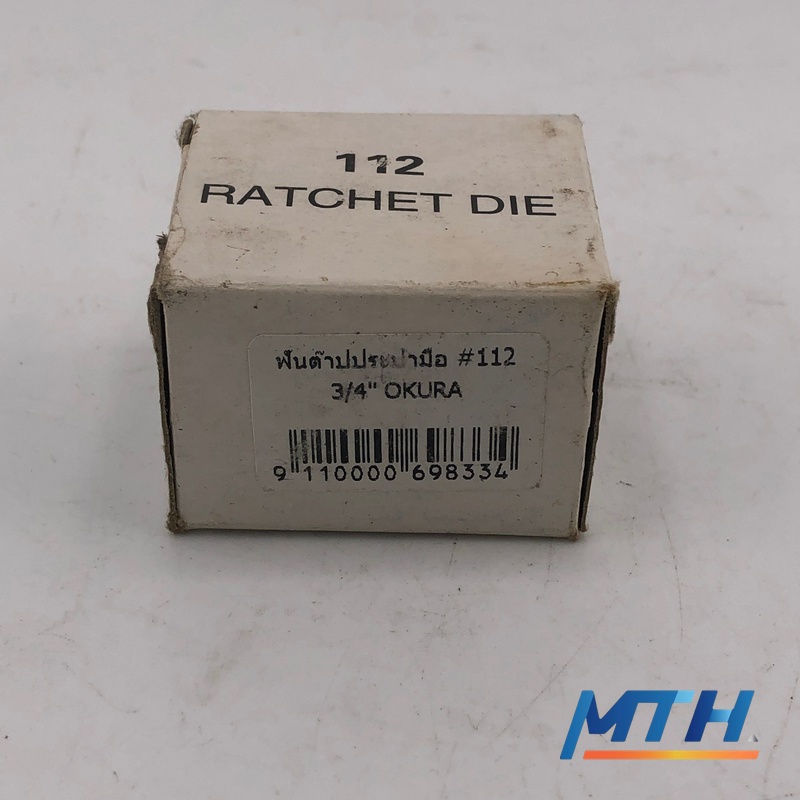 112
RATCHET DIE
ฟันต๊าปประปามือ #112
3/4" OKURA
9 110000 698334
MTH